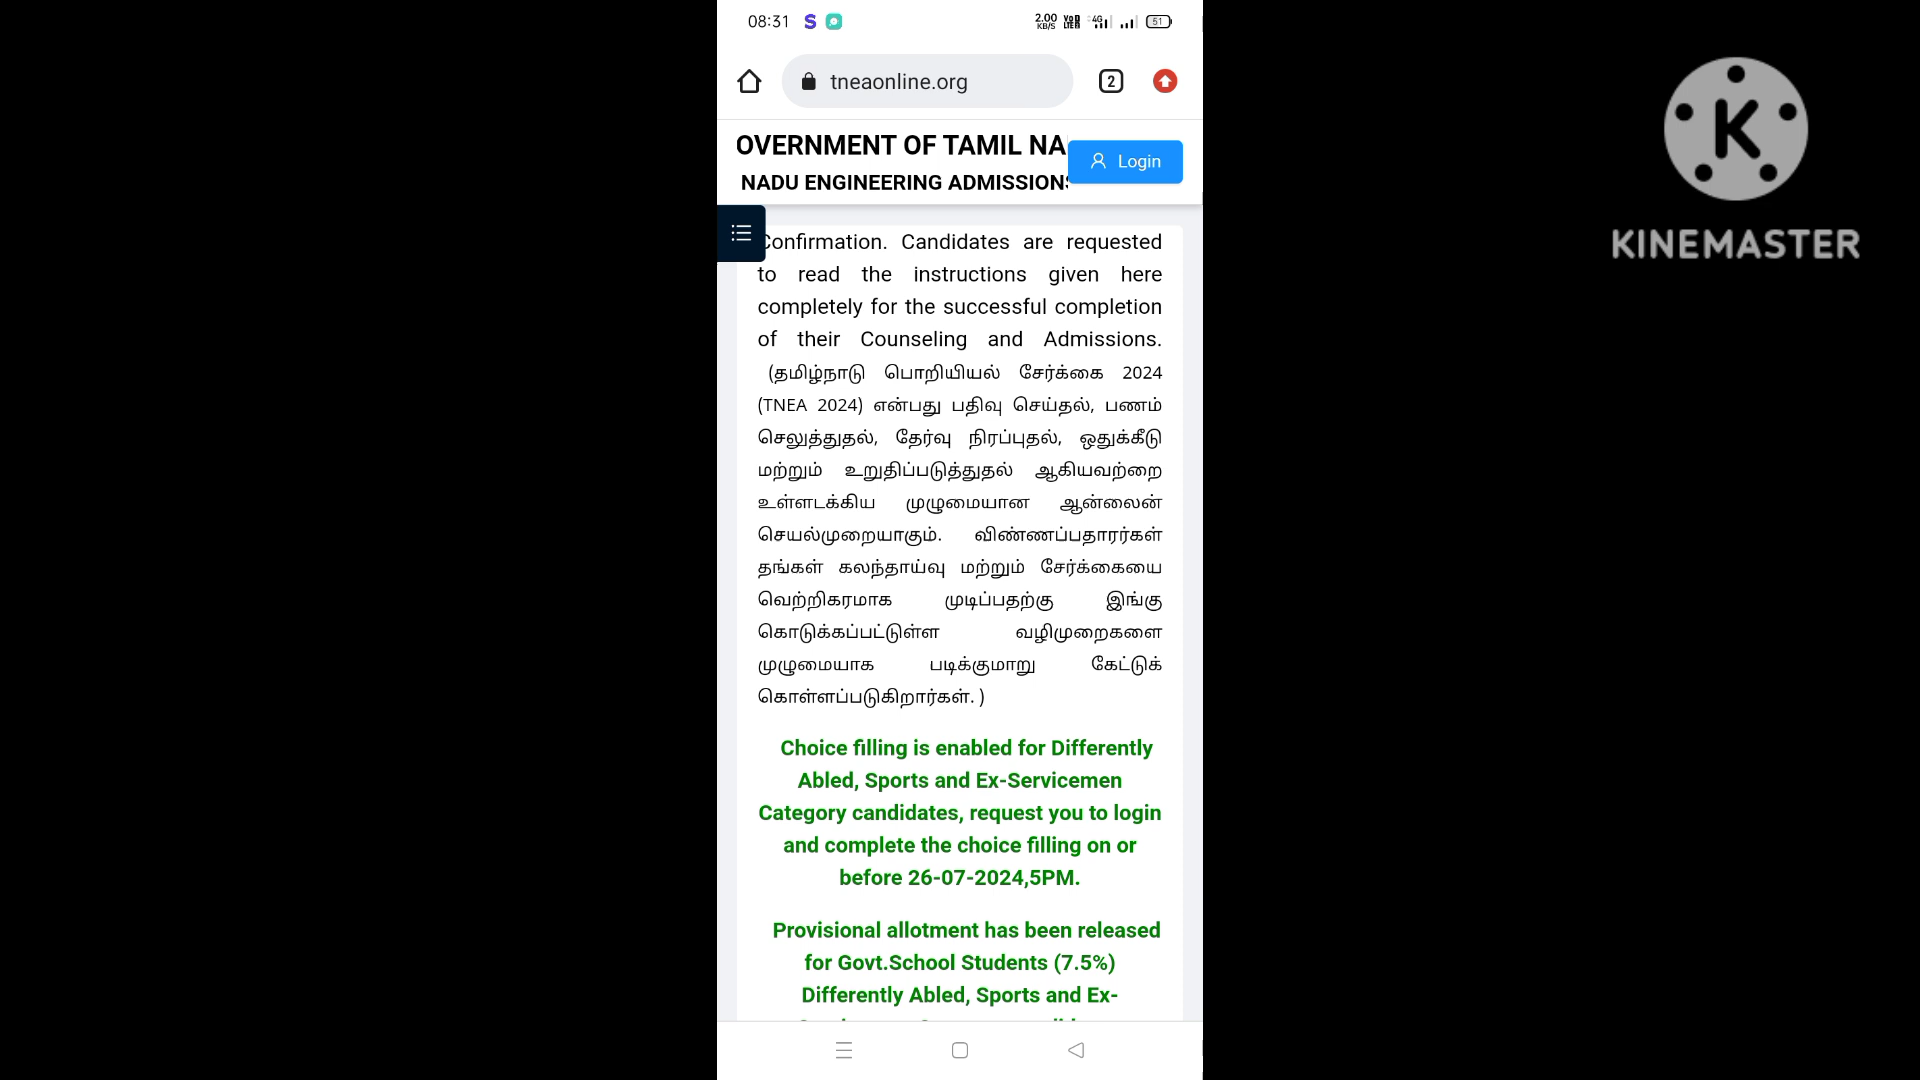 08:31
2.00 KB/S
4G
51
tneaonline.org
2
OVERNMENT OF TAMIL NA
Login
NADU ENGINEERING ADMISSIONS
Confirmation. Candidates are requested
to read the instructions given here
completely for the successful completion
of their Counseling and Admissions.
(தமிழ்நாடு பொறியியல் சேர்க்கை 2024
(TNEA 2024) என்பது பதிவு செய்தல், பணம்
செலுத்துதல், தேர்வு நிரப்புதல், ஒதுக்கீடு
மற்றும் உறுதிப்படுத்துதல் ஆகியவற்றை
உள்ளடக்கிய முழுமையான ஆன்லைன்
செயல்முறையாகும். விண்ணப்பதாரர்கள்
தங்கள் கலந்தாய்வு மற்றும் சேர்க்கையை
வெற்றிகரமாக முடிப்பதற்கு இங்கு
கொடுக்கப்பட்டுள்ள வழிமுறைகளை
முழுமையாக படிக்குமாறு கேட்டுக்
கொள்ளப்படுகிறார்கள். )
Choice filling is enabled for Differently
Abled, Sports and Ex-Servicemen
Category candidates, request you to login
and complete the choice filling on or
before 26-07-2024,5PM.
Provisional allotment has been released
for Govt.School Students (7.5%)
Differently Abled, Sports and Ex-
K
KINEMASTER